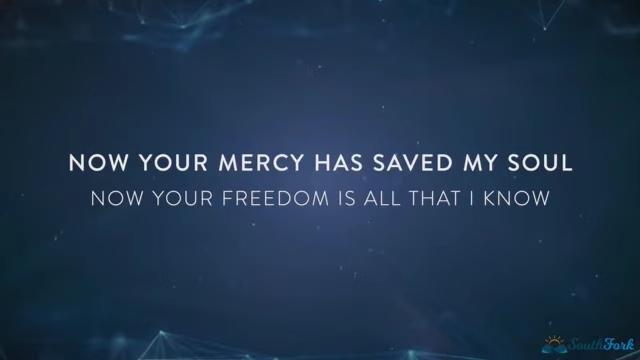 NOW YOUR MERCY HAS SAVED MY SOUL
NOW YOUR FREEDOM IS ALL THAT I KNOW
SouthFork